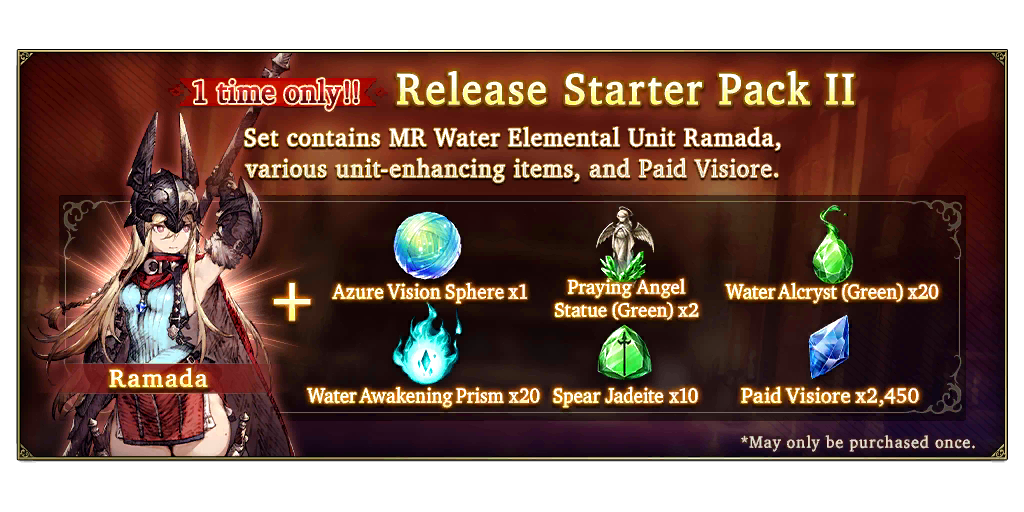 1 time only!! Release Starter Pack II
Set contains MR Water Elemental Unit Ramada,
various unit-enhancing items, and Paid Visiore.
Azure Vision Sphere x1
Praying Angel
Statue (Green) x2
Water Alcryst (Green) x20
Ramada
Water Awakening Prism x20
Spear Jadeite x10
Paid Visiore x2,450
*May only be purchased once.